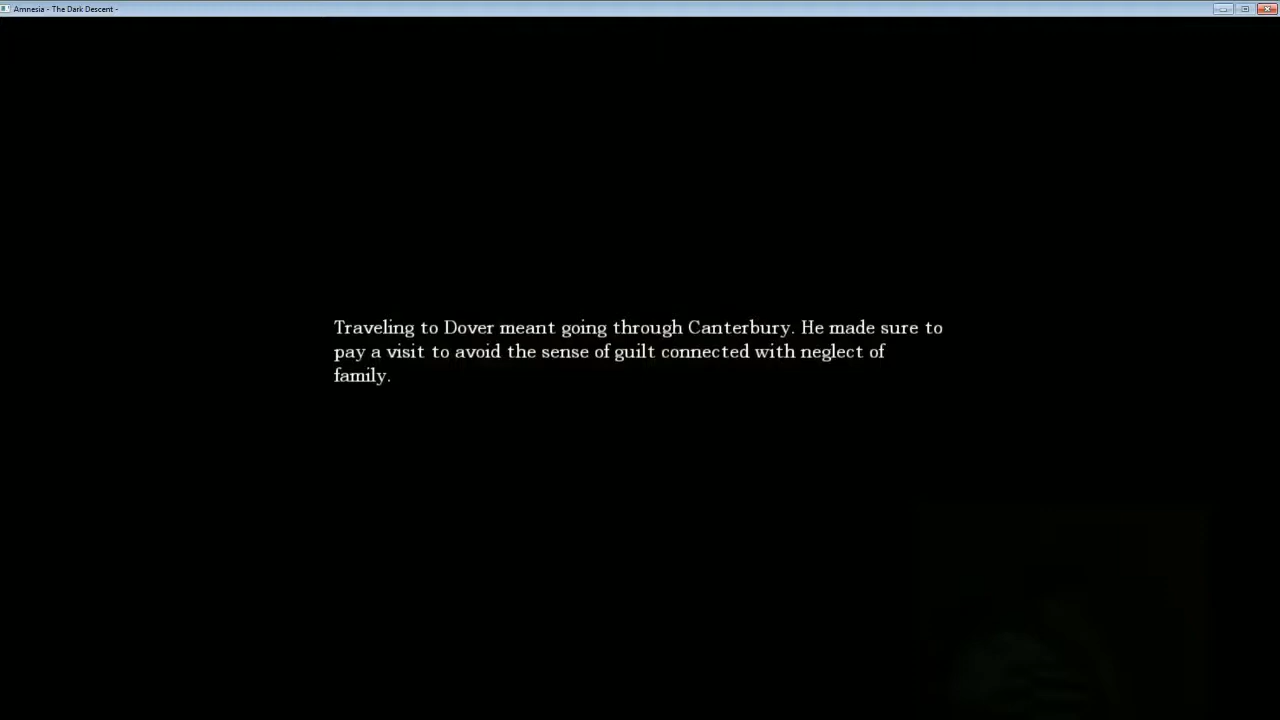 Amnesia - The Dark Descent -
Traveling to Dover meant going through Canterbury. He made sure to
pay a visit to avoid the sense of guilt connected with neglect of
family.